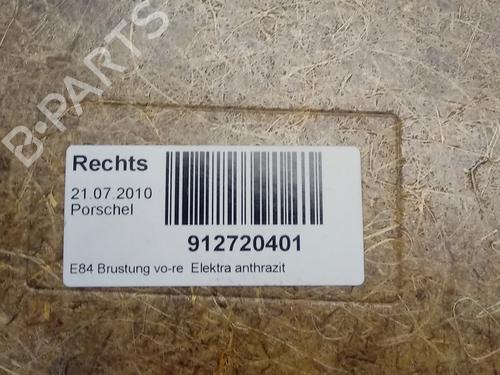 B-PARTS
Rechts
21.07.2010
Porschel
912720401
E84 Brustung vo-re Elektra anthrazit